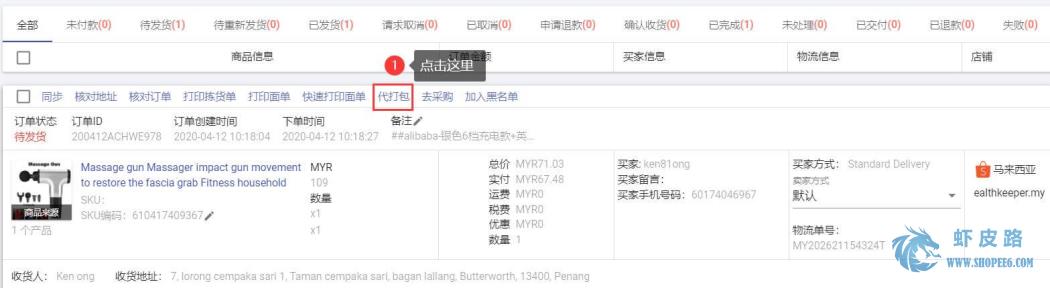 全部 未付款(0) 待发货(1) 待重新发货(0) 已发货(1) 请求取消(0) 已取消(0) 申请退款(0) 确认收货(0) 已完成(1) 未处理(0) 已交付(0) 已退款(0) 失败(0)
商品信息 订单金额 买家信息 物流信息 店铺
1 点击这里
同步 核对地址 核对订单 打印拣货单 打印面单 快速打印面单 代打包 去采购 加入黑名单
订单状态 订单ID 订单创建时间 下单时间 备注
待发货 200412ACHWE978 2020-04-12 10:18:04 2020-04-12 10:18:27 ##alibaba-银色6档充电款+英...
Massage Gun
商品来源
1 个产品
Massage gun Massager impact gun movement
to restore the fascia grab Fitness household
SKU:
SKU编码: 610417409367
MYR
109
数量
x1
x1
总价 MYR71.03
实付 MYR67.48
运费 MYR0
税费 MYR0
优惠 MYR0
数量 1
买家: ken81ong
买家留言:
买家手机号码: 60174046967
买家方式: Standard Delivery
卖家方式
默认
物流单号:
MY202621154324T
马来西亚
ealthkeeper.my
收货人: Ken ong 收货地址: 7, lorong cempaka sari 1, Taman cempaka sari, bagan lallang, Butterworth, 13400, Penang
虾皮路
WWW.SHOPEE6.COM